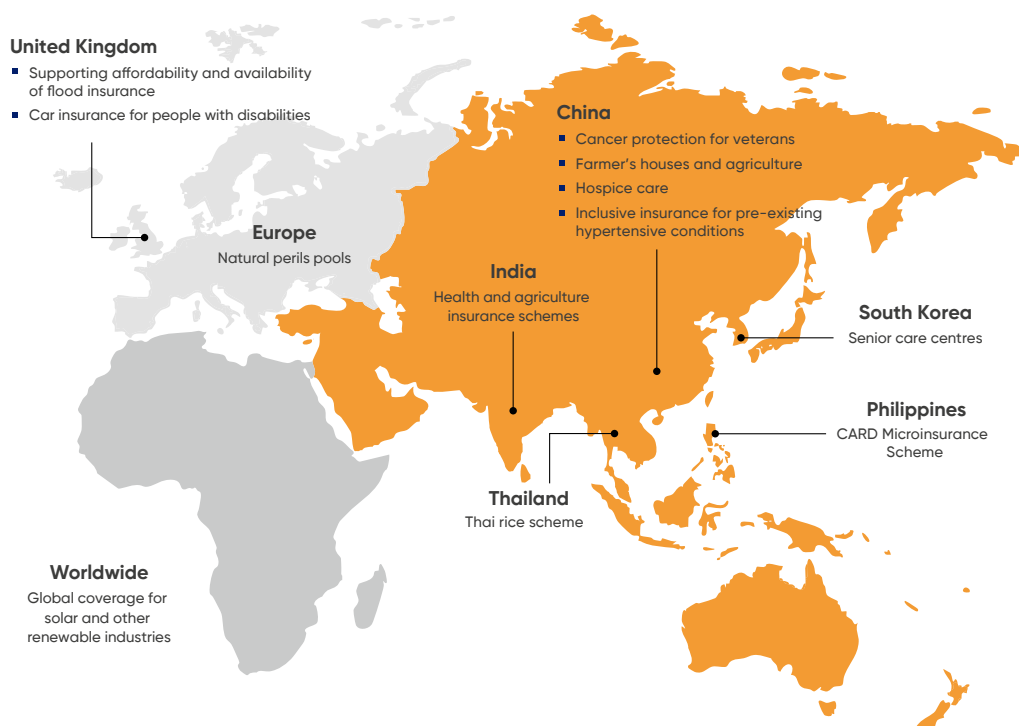 United Kingdom
Supporting affordability and availability
of flood insurance
Car insurance for people with disabilities
China
Cancer protection for veterans
Farmer's houses and agriculture
Hospice care
Inclusive insurance for pre-existing
hypertensive conditions
Europe
Natural perils pools
India
Health and agriculture
insurance schemes
South Korea
Senior care centres
Philippines
CARD Microinsurance
Scheme
Thailand
Thai rice scheme
Worldwide
Global coverage for
solar and other
renewable industries